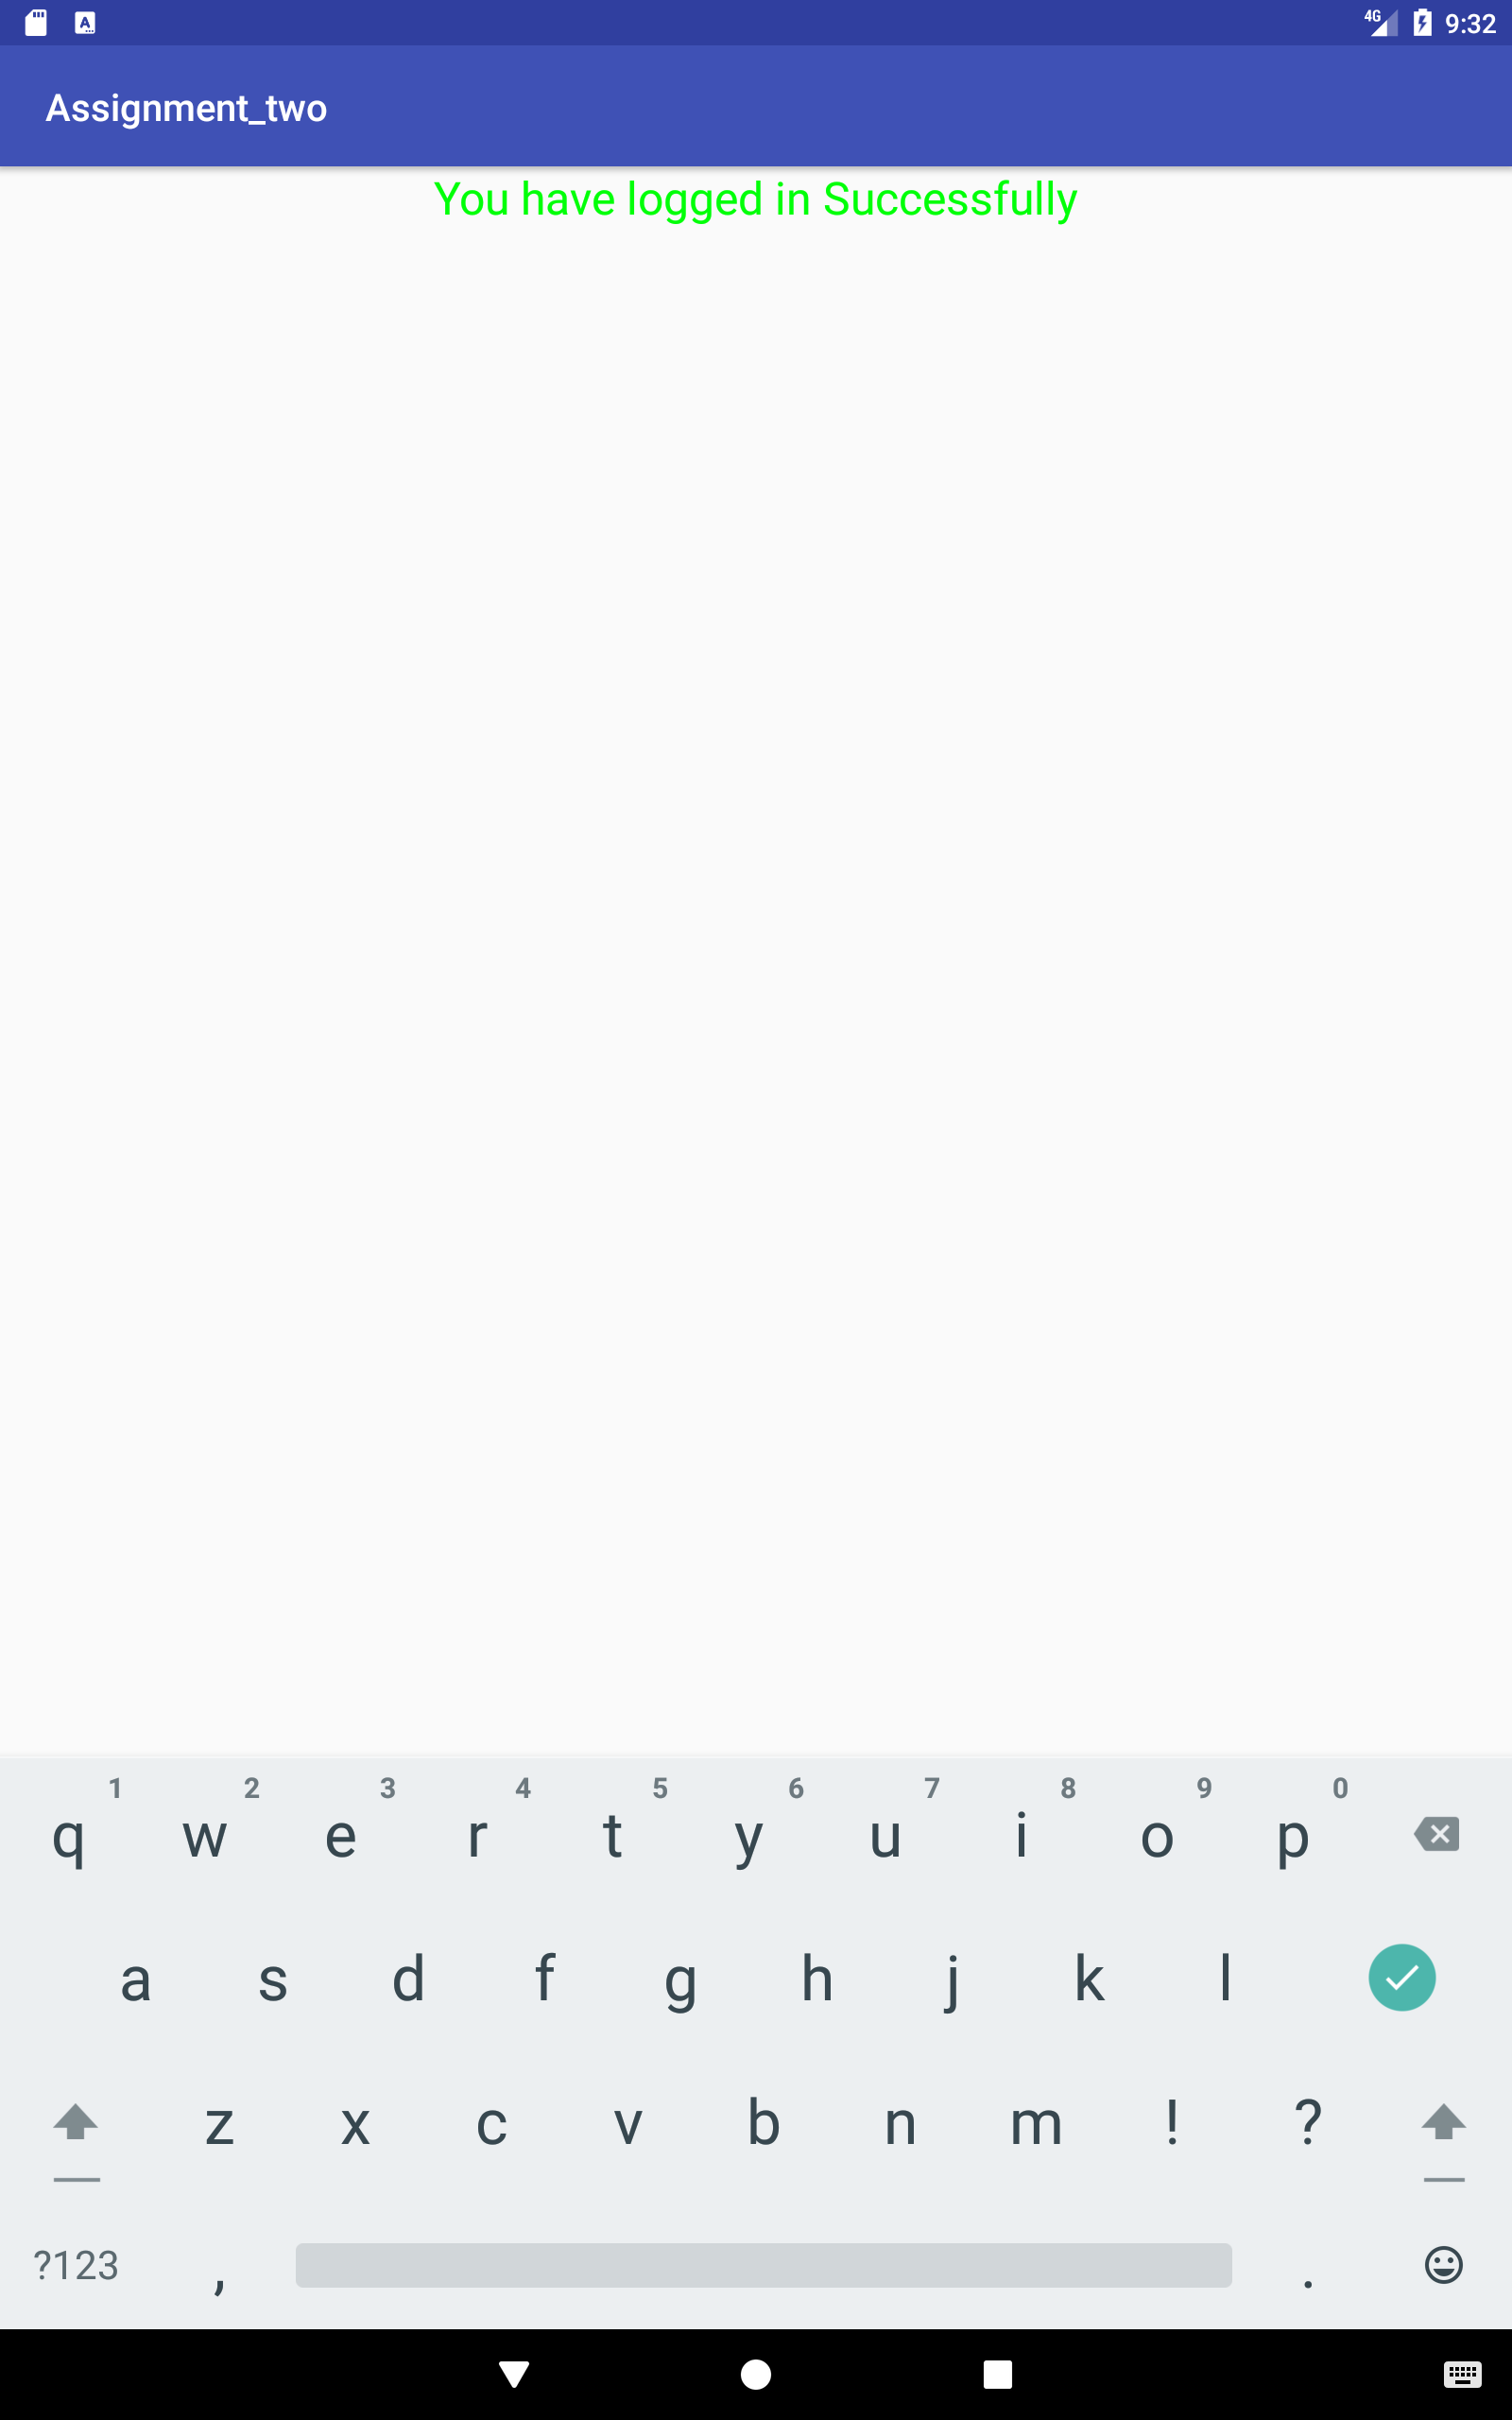 4G 9:32
Assignment_two
You have logged in Successfully
1 2 3 4 5 6 7 8 9 0
q w e r t y u i o p
a s d f g h j k l
z x c v b n m ! ?
?123 , .